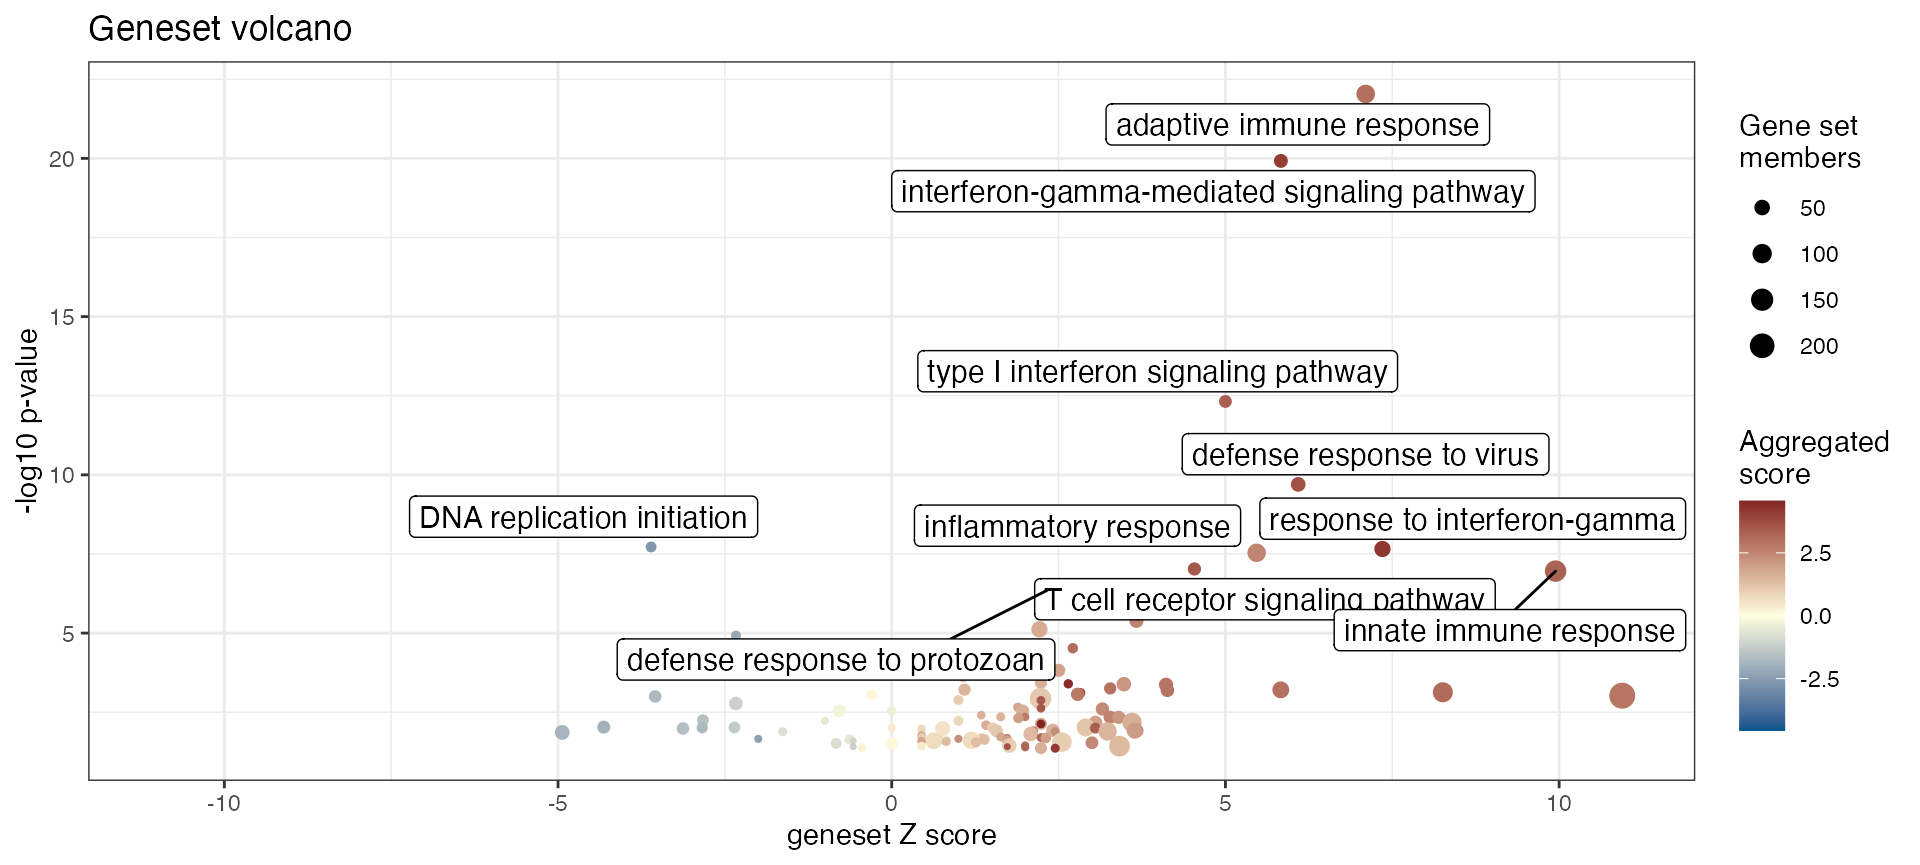 Geneset volcano
adaptive immune response
interferon-gamma-mediated signaling pathway
type I interferon signaling pathway
defense response to virus
DNA replication initiation
inflammatory response
response to interferon-gamma
T cell receptor signaling pathway
innate immune response
defense response to protozoan
20
15
10
5
-log10 p-value
-10
-5
0
5
10
geneset Z score
Gene set
members
50
100
150
200
Aggregated
score
2.5
0.0
-2.5